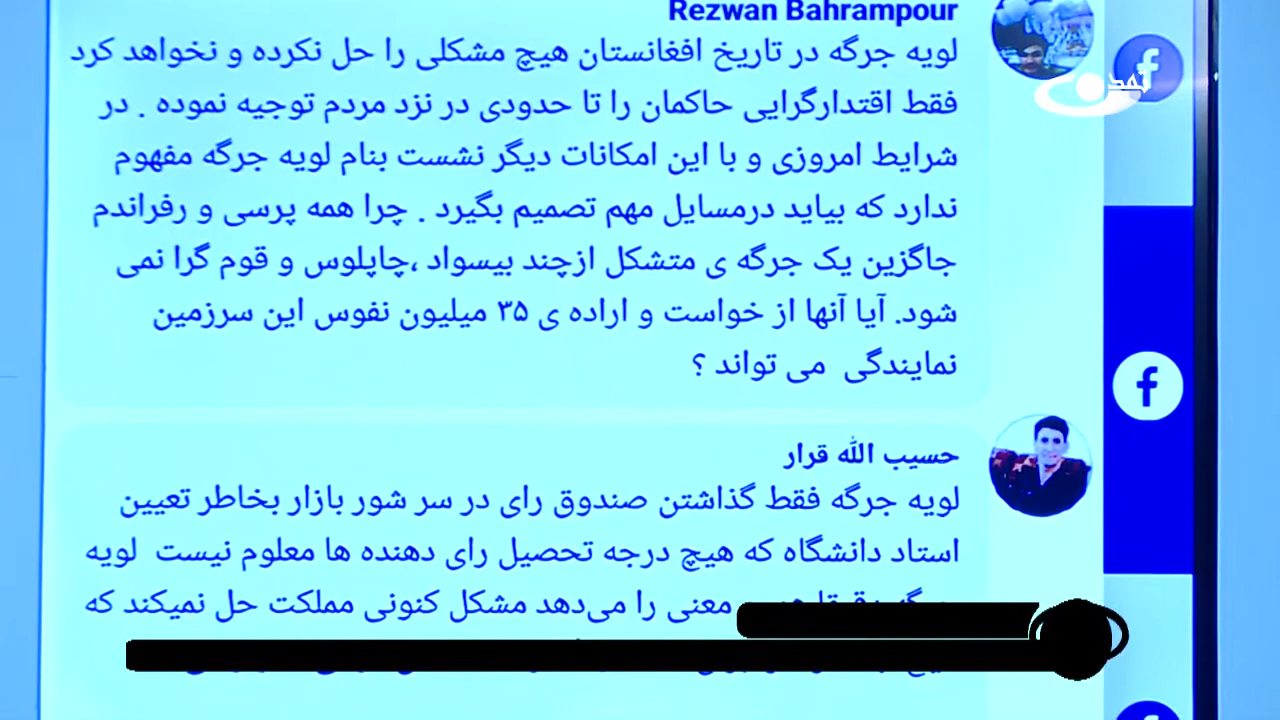 Rezwan Bahrampour
لویه جرگه در تاریخ افغانستان هیچ مشکلی را حل نکرده و نخواهد کرد
فقط اقتدارگرایی حاکمان را تا حدودی در نزد مردم توجیه نموده . در
شرایط امروزی و با این امکانات دیگر نشست بنام لویه جرگه مفهوم
ندارد که بیاید درمسایل مهم تصمیم بگیرد . چرا همه پرسی و رفراندم
جاگزین یک جرگه ی متشکل ازچند بیسواد ،چاپلوس و قوم گرا نمی
شود. آیا آنها از خواست و اراده ی ۳۵ میلیون نفوس این سرزمین
نمایندگی می تواند ؟
حسیب الله قرار
لویه جرگه فقط گذاشتن صندوق رای در سر شور بازار بخاطر تعیین
استاد دانشگاه که هیچ درجه تحصیل رای دهنده ها معلوم نیست لویه
معنی را می‌دهد مشکل کنونی مملکت حل نمیکند که